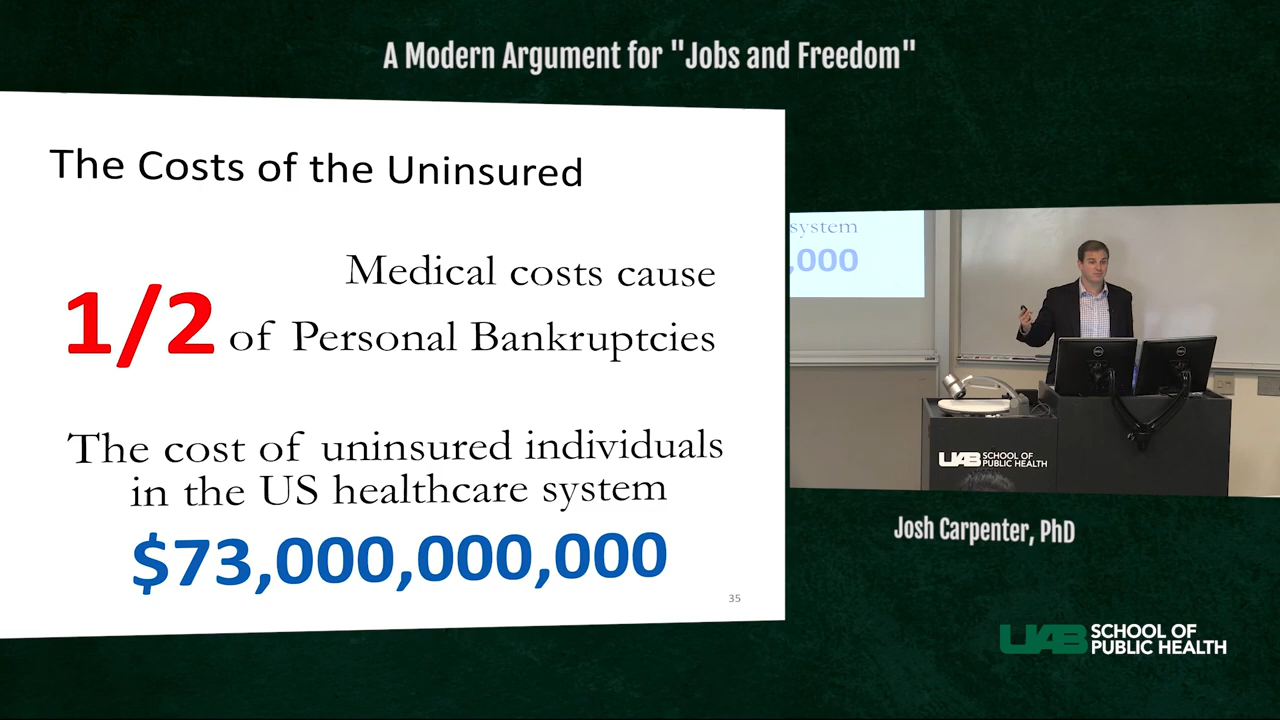 A Modern Argument for "Jobs and Freedom"
The Costs of the Uninsured
Medical costs cause
1/2 of Personal Bankruptcies
The cost of uninsured individuals
in the US healthcare system
$73,000,000,000
35
system
,000
DELL
DELL
UAB SCHOOL OF
PUBLIC HEALTH
Josh Carpenter, PhD
UAB SCHOOL OF
PUBLIC HEALTH